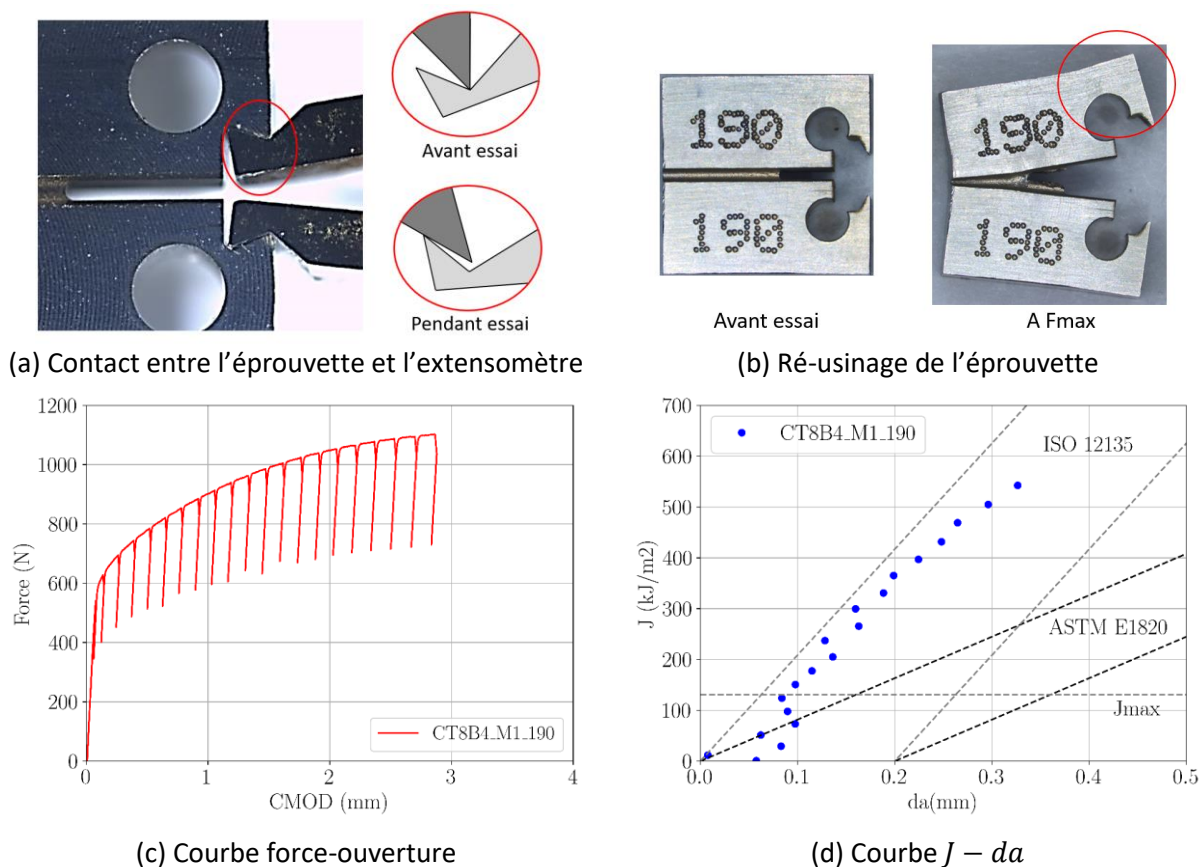 Avant essai
Pendant essai
190
190
190
190
Avant essai
A Fmax
(a) Contact entre l’éprouvette et l’extensomètre
(b) Ré-usinage de l’éprouvette
1200
1000
800
600
400
200
0
Force (N)
0
1
2
3
4
CMOD (mm)
CT8B4_M1_190
(c) Courbe force-ouverture
700
600
500
400
300
200
100
0
J (kJ/m2)
CT8B4_M1_190
ISO 12135
ASTM E1820
Jmax
0.0
0.1
0.2
0.3
0.4
0.5
da(mm)
(d) Courbe J − da